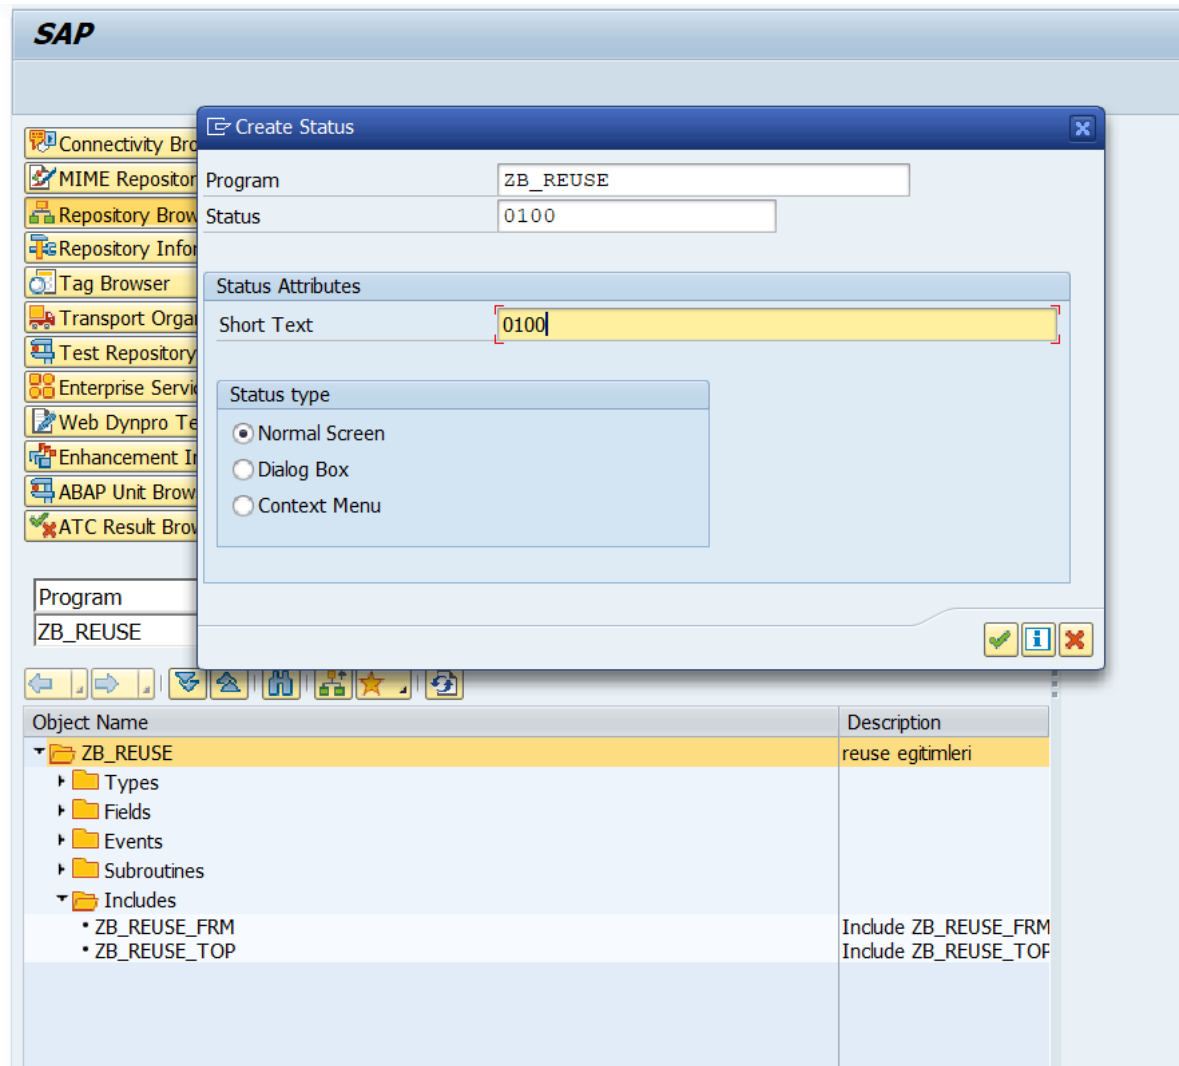 SAP
Create Status
Program ZB_REUSE
Status 0100
Status Attributes
Short Text 0100
Status type
Normal Screen
Dialog Box
Context Menu
Connectivity Bro
MIME Repositor
Repository Brow
Repository Infor
Tag Browser
Transport Orga
Test Repository
Enterprise Servi
Web Dynpro Te
Enhancement I
ABAP Unit Brow
ATC Result Brow
Program
ZB_REUSE
Object Name Description
ZB_REUSE reuse egitimleri
Types
Fields
Events
Subroutines
Includes
ZB_REUSE_FRM Include ZB_REUSE_FRM
ZB_REUSE_TOP Include ZB_REUSE_TOP